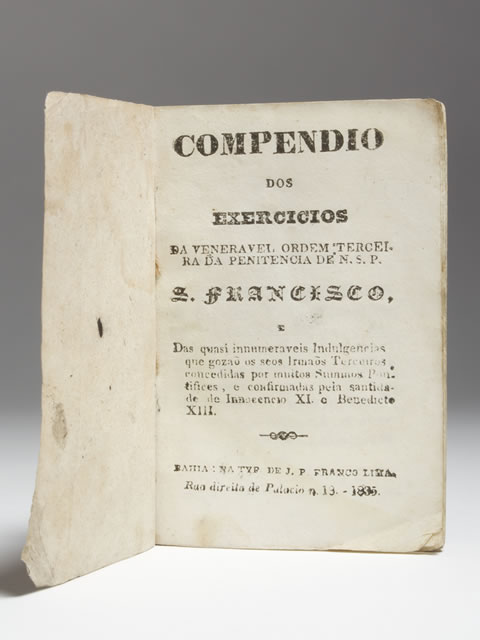 COMPENDIO
DOS
EXERCICIOS
DA VENERAVEL ORDEM TERCEI-
RA DA PENITENCIA DE N. S. P.
S. FRANCISCO,
E
Das quasi innumeraveis Indulgencias
que gozaõ os seos Irmaõs Terceiros
concedidas por muitos Summos Pon-
tifices, e confirmadas pela santida-
de de Innocencio XI. e Benedicto
XIII.
BAHIA: NA TYP. DE J. P. FRANCO LIMA,
Rua direita de Palacio n. 13. - 1835.